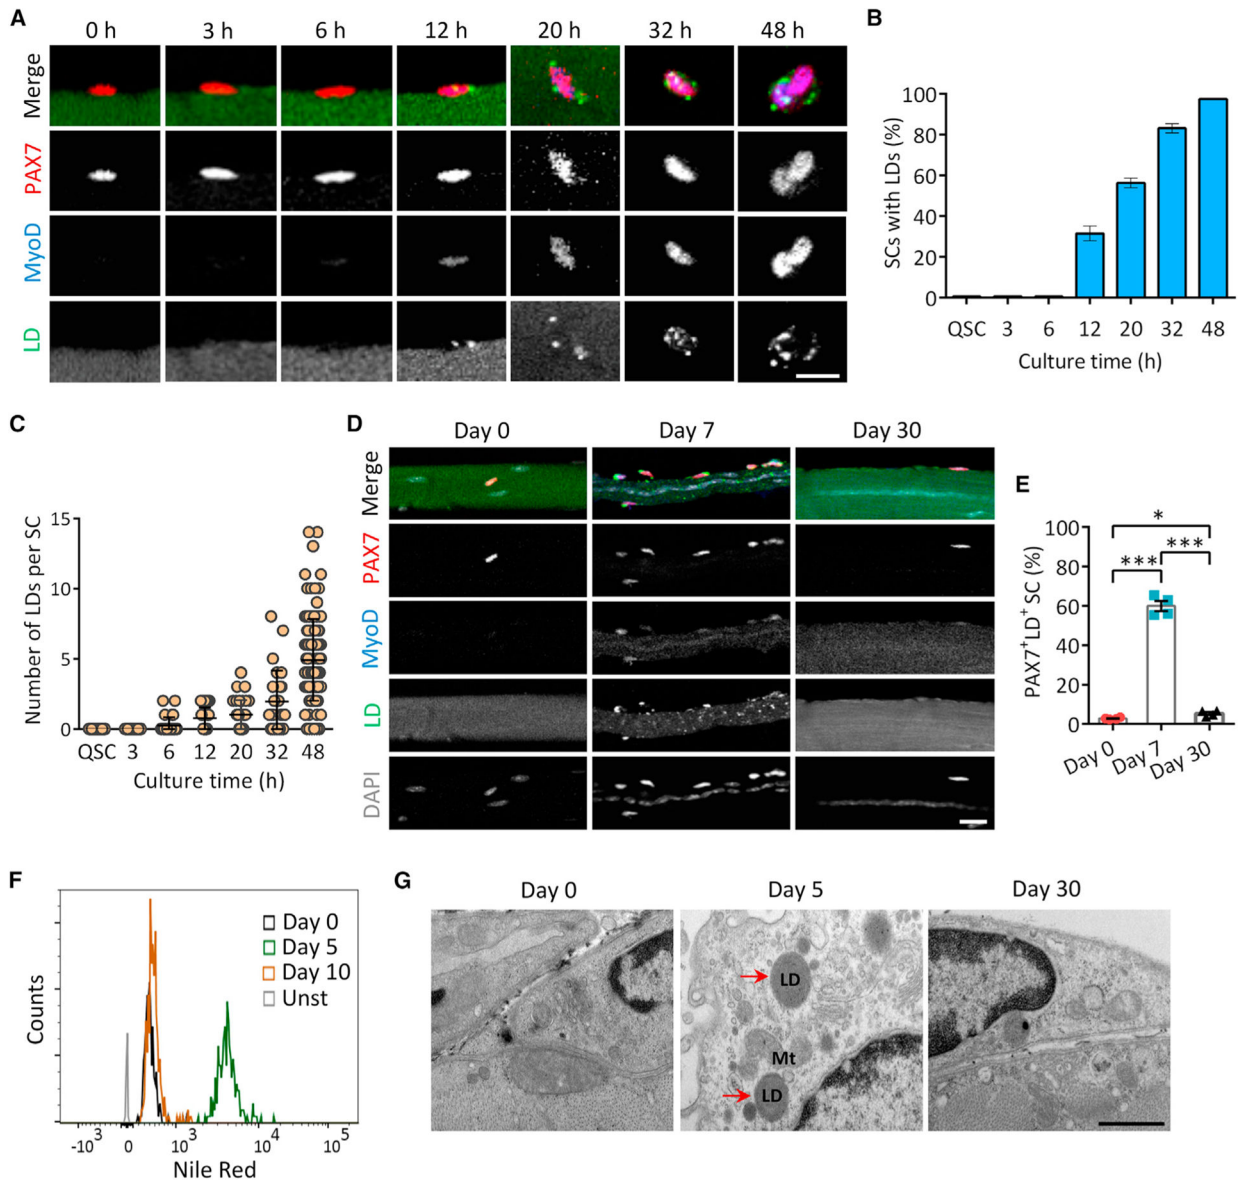 A
0 h 3 h 6 h 12 h 20 h 32 h 48 h
Merge
PAX7
MyoD
LD
B
SCs with LDs (%)
100
80
60
40
20
0
QSC 3 6 12 20 32 48
Culture time (h)
C
Number of LDs per SC
15
10
5
0
QSC 3 6 12 20 32 48
Culture time (h)
D
Day 0 Day 7 Day 30
Merge
PAX7
MyoD
LD
DAPI
E
PAX7+LD+ SC (%)
100
80
60
40
20
0
*
*** ***
Day 0 Day 7 Day 30
F
Counts
Day 0
Day 5
Day 10
Unst
-10³ 0 10³ 10⁴ 10⁵
Nile Red
G
Day 0 Day 5 Day 30
LD
Mt
LD